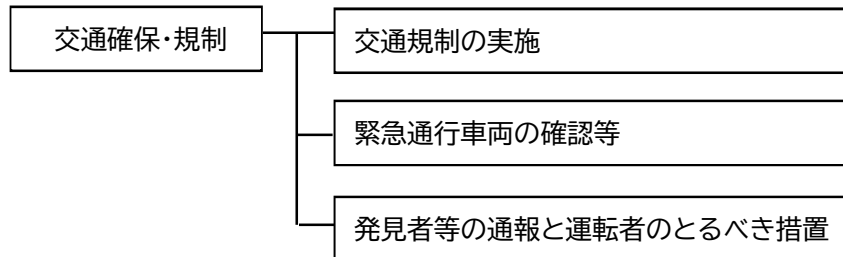 交通確保・規制
交通規制の実施
緊急通行車両の確認等
発見者等の通報と運転者のとるべき措置